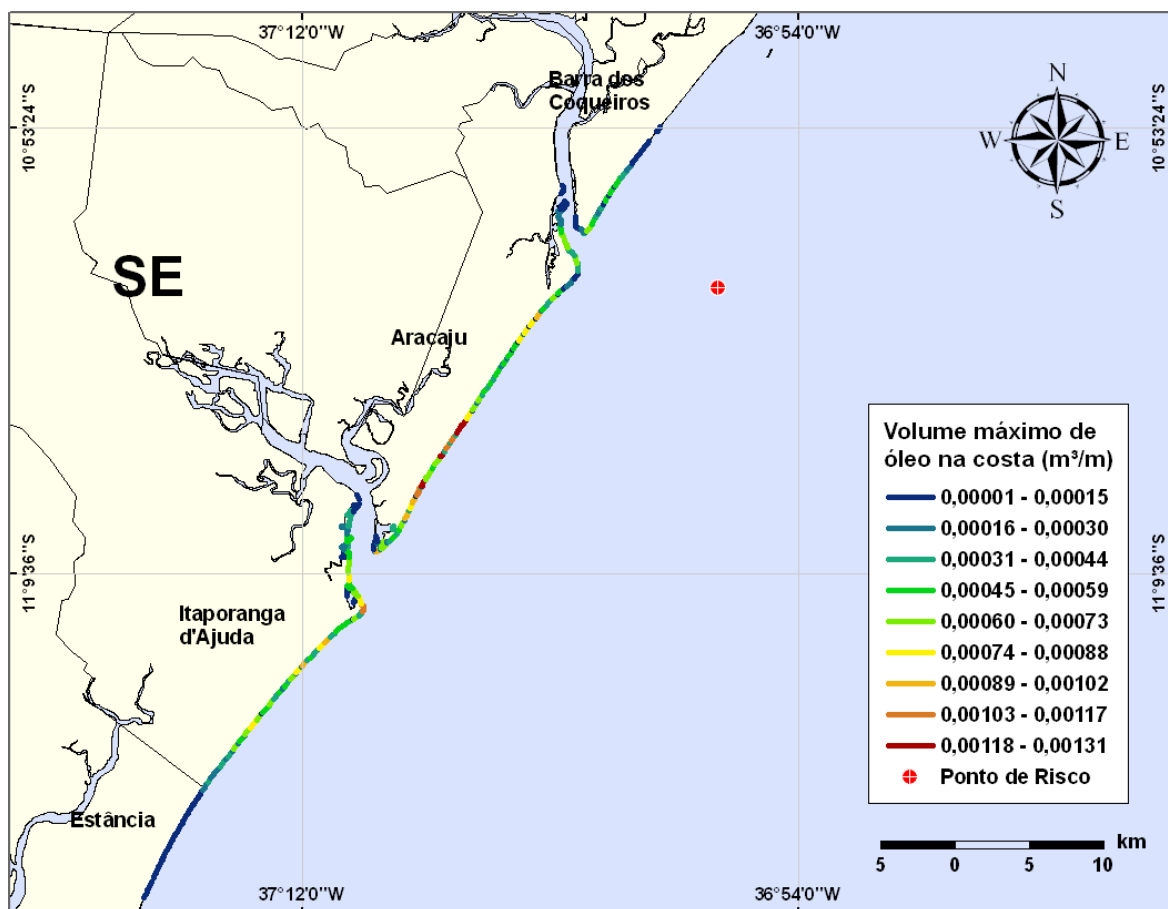 37°12'0"W
36°54'0"W
Barra dos
Coqueiros
N
W
E
S
10°53'24"S
10°53'24"S
SE
Aracaju
Volume máximo de
óleo na costa (m³/m)
0,00001 - 0,00015
0,00016 - 0,00030
0,00031 - 0,00044
0,00045 - 0,00059
0,00060 - 0,00073
0,00074 - 0,00088
0,00089 - 0,00102
0,00103 - 0,00117
0,00118 - 0,00131
Ponto de Risco
11°9'36"S
11°9'36"S
Itaporanga
d'Ajuda
Estância
km
5 0 5 10
37°12'0"W
36°54'0"W